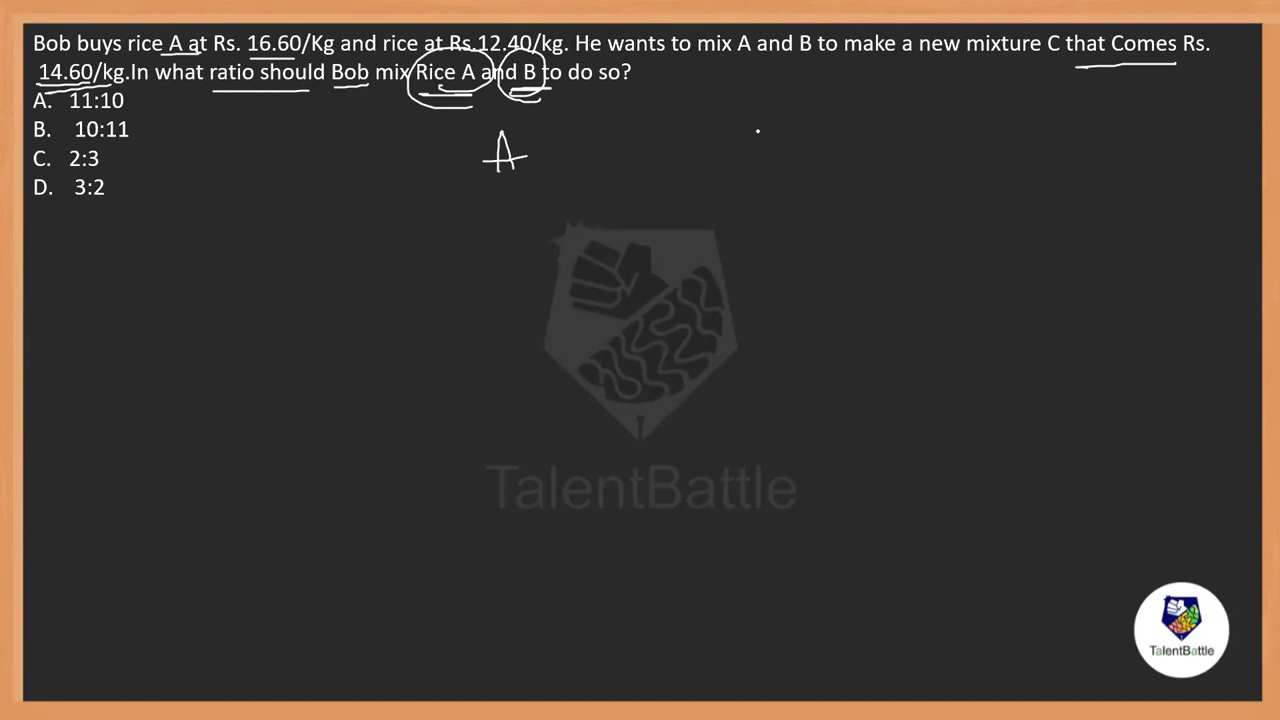 Bob buys rice A at Rs. 16.60/Kg and rice at Rs.12.40/kg. He wants to mix A and B to make a new mixture C that Comes Rs.
14.60/kg.In what ratio should Bob mix Rice A and B to do so?
A. 11:10
B. 10:11
C. 2:3
D. 3:2
A
TalentBattle
TalentBattle